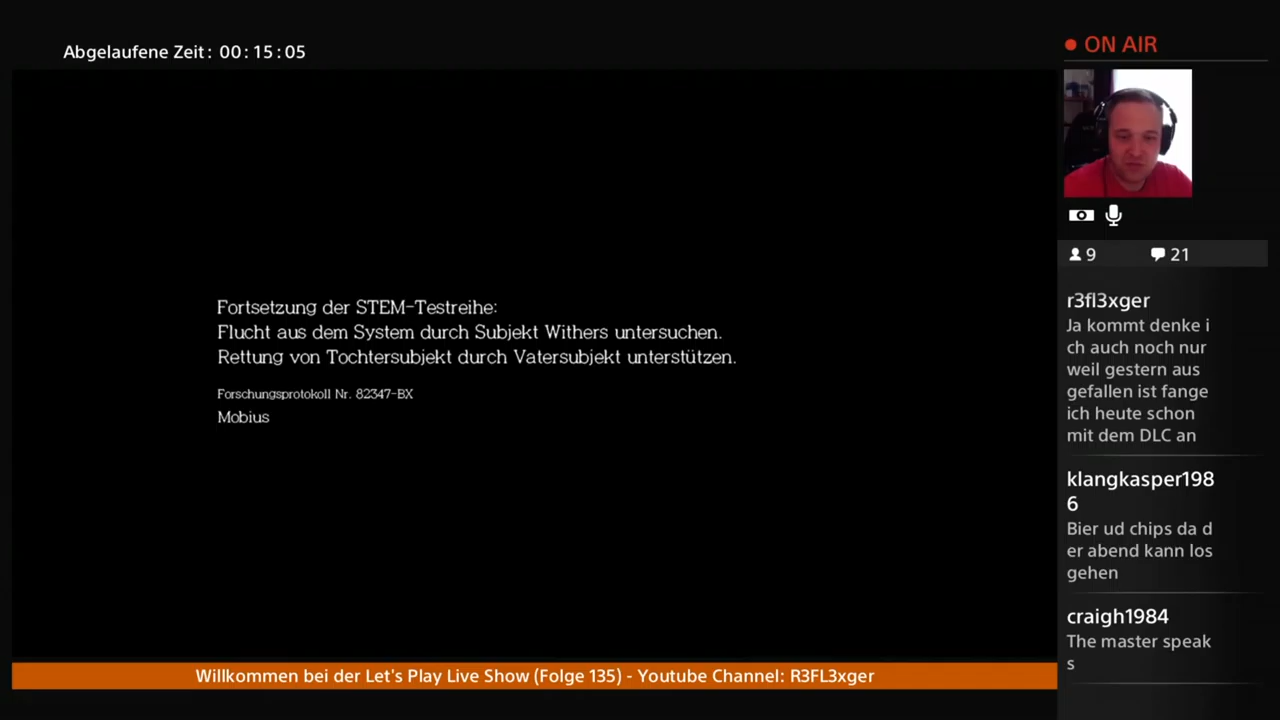 Abgelaufene Zeit: 00:15:05
ON AIR
9
21
Fortsetzung der STEM-Testreihe:
Flucht aus dem System durch Subjekt Withers untersuchen.
Rettung von Tochtersubjekt durch Vatersubjekt unterstützen.
Forschungsprotokoll Nr. 82347-BX
Mobius
r3fl3xger
Ja kommt denke i
ch auch noch nur
weil gestern aus
gefallen ist fange
ich heute schon
mit dem DLC an
klangkasper198
6
Bier ud chips da d
er abend kann los
gehen
craigh1984
The master speak
s
Willkommen bei der Let's Play Live Show (Folge 135) - Youtube Channel: R3FL3xger